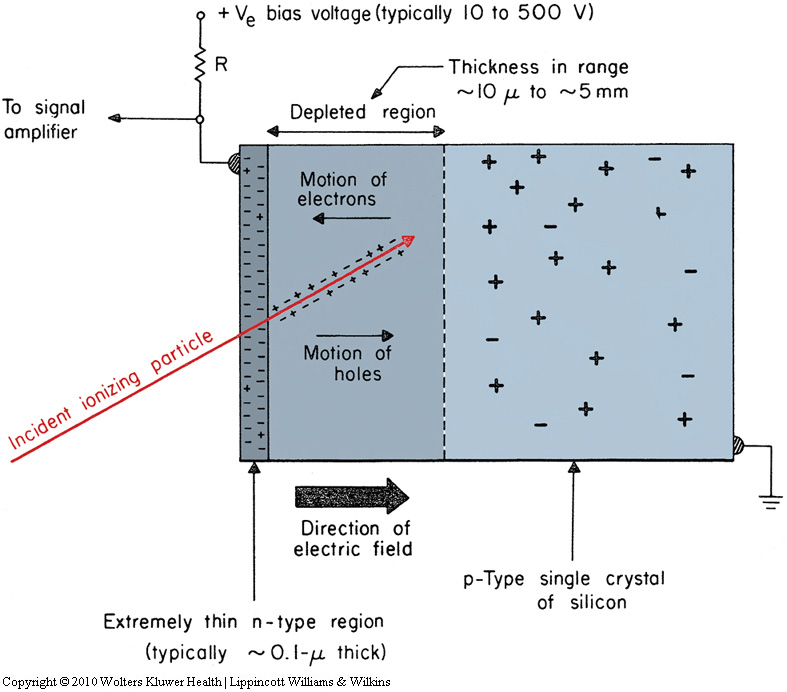 + Ve bias voltage (typically 10 to 500 V)
R
Thickness in range
~10 μ to ~5 mm
To signal
amplifier
Depleted region
Motion of
electrons
Incident ionizing particle
Motion of
holes
Direction of
electric field
p-Type single crystal
of silicon
Extremely thin n-type region
(typically ~ 0.1-μ thick)
Copyright © 2010 Wolters Kluwer Health | Lippincott Williams & Wilkins